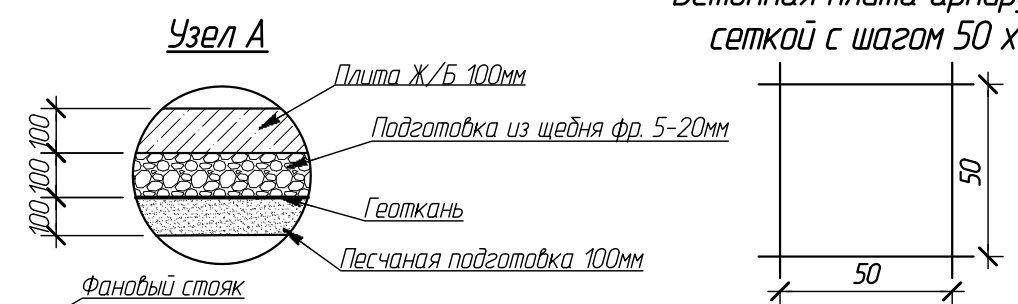 Узел А
сеткой с шагом 50 х
Плита Ж/Б 100мм
Подготовка из щебня фр. 5-20мм
Геоткань
Песчаная подготовка 100мм
Фановый стояк
100
100
100
50
50